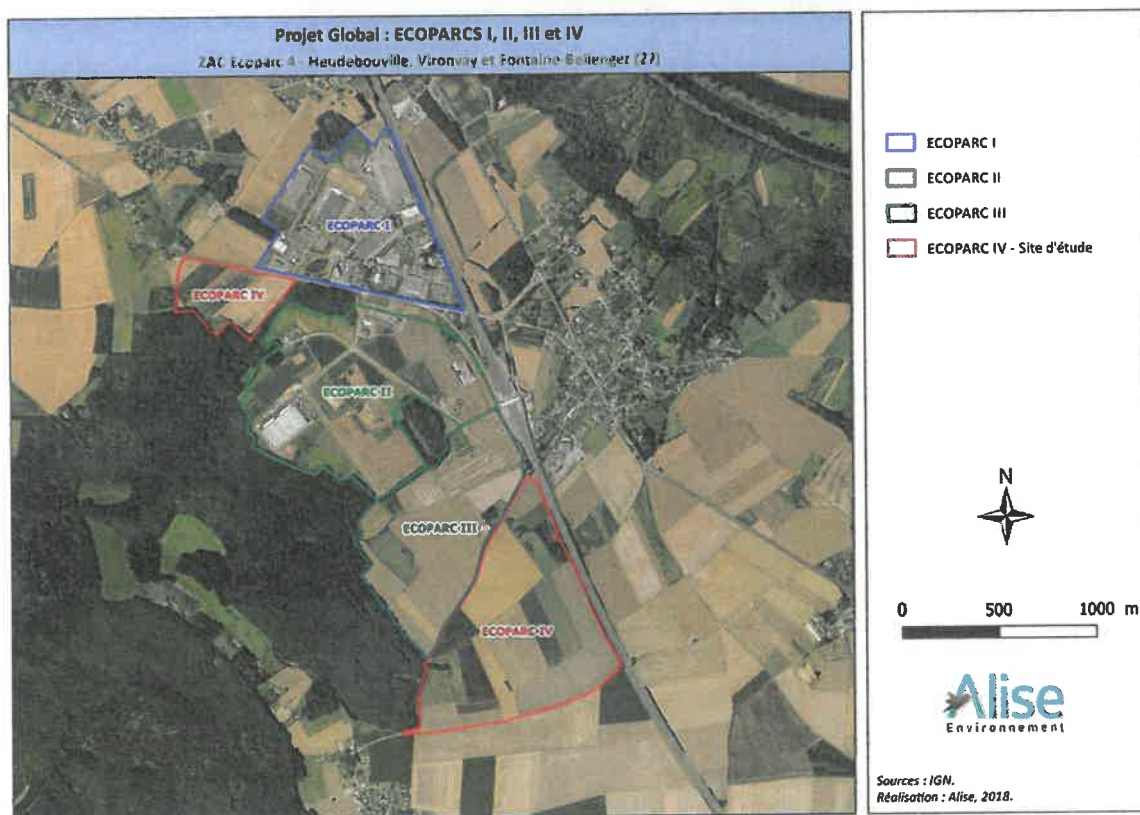 Projet Global : ECOPARCS I, II, III et IV
ZAC Ecoparc 4 - Heudebouville, Vironvay et Fontaine-Bellenger (27)
ECOPARC I
ECOPARC IV
ECOPARC II
ECOPARC III
ECOPARC IV
ECOPARC I
ECOPARC II
ECOPARC III
ECOPARC IV - Site d'étude
N
0 500 1000 m
Alise
Environnement
Sources : IGN.
Réalisation : Alise, 2018.